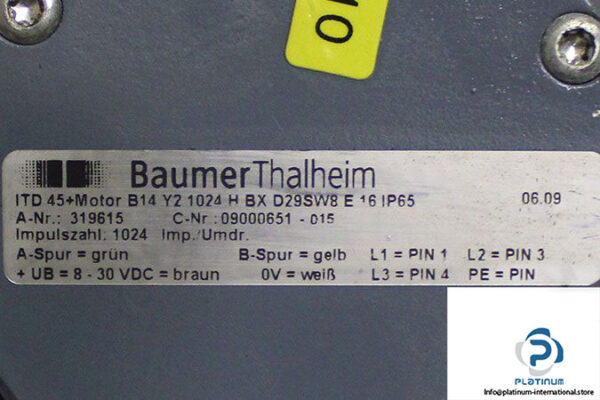 10
BaumerThalheim
ITD 45+Motor B14 Y2 1024 H BX D29SW8 E 16 IP65 06.09
A-Nr.: 319615 C-Nr.: 09000651 - 015
Impulszahl: 1024 Imp./Umdr.
A-Spur = grün B-Spur = gelb L1 = PIN 1 L2 = PIN 3
+ UB = 8 - 30 VDC = braun 0V = weiß L3 = PIN 4 PE = PIN
PLATINUM
info@platinum-international.store